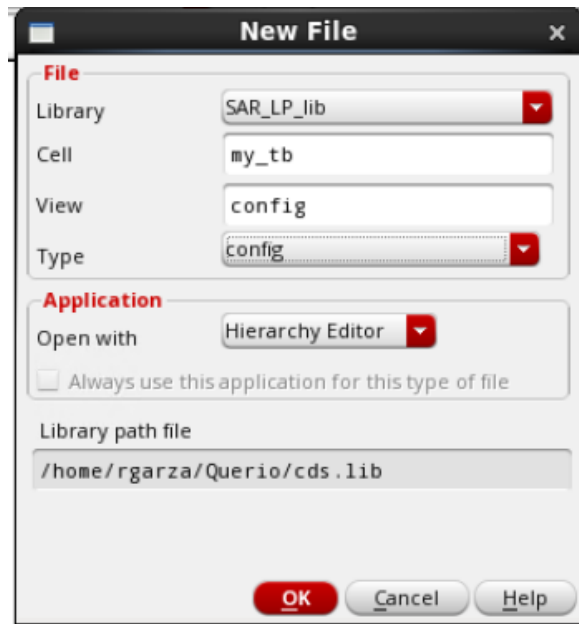 New File
File
Library SAR_LP_lib
Cell my_tb
View config
Type config
Application
Open with Hierarchy Editor
Always use this application for this type of file
Library path file
/home/rgarza/Querio/cds.lib
OK Cancel Help